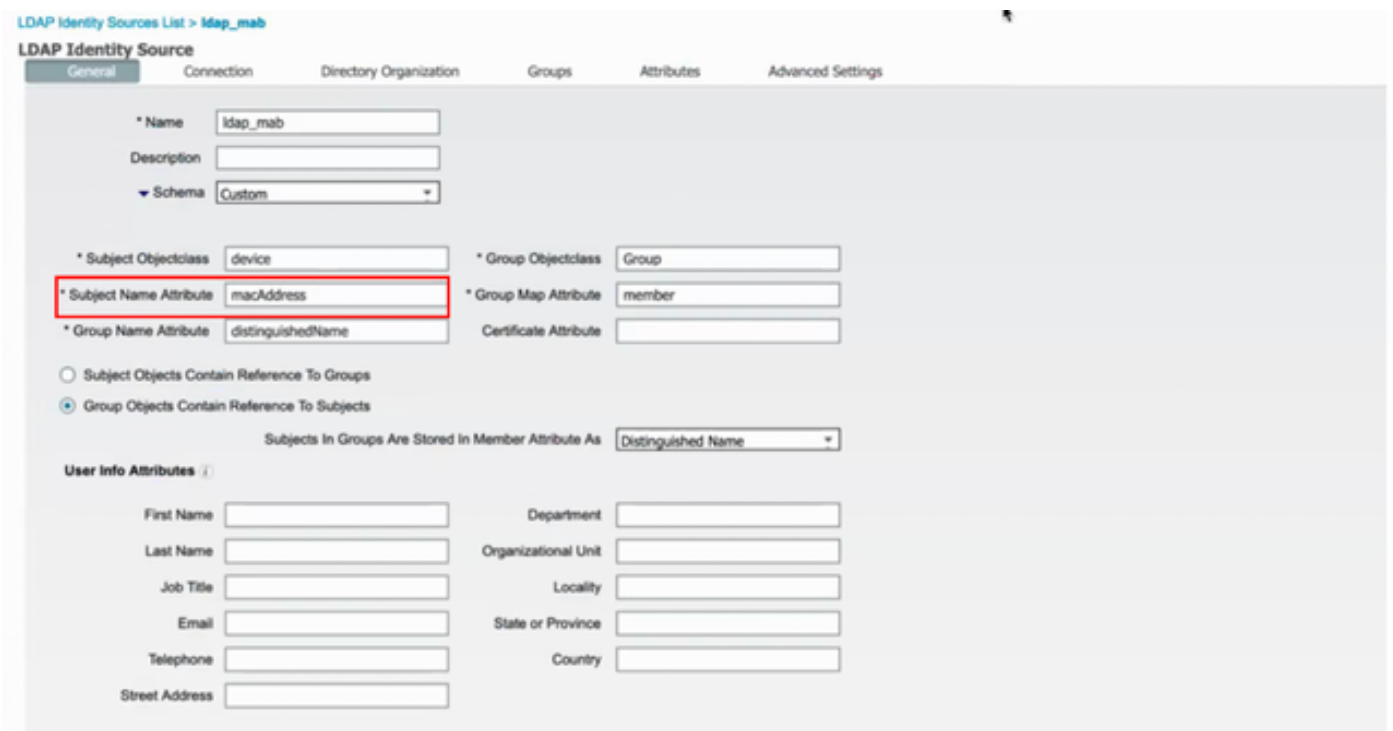 LDAP Identity Sources List > ldap_mab
LDAP Identity Source
General Connection Directory Organization Groups Attributes Advanced Settings
* Name ldap_mab
Description
Schema Custom
* Subject Objectclass device * Group Objectclass Group
* Subject Name Attribute macAddress * Group Map Attribute member
* Group Name Attribute distinguishedName Certificate Attribute
Subject Objects Contain Reference To Groups
Group Objects Contain Reference To Subjects
Subjects In Groups Are Stored In Member Attribute As Distinguished Name
User Info Attributes i
First Name Department
Last Name Organizational Unit
Job Title Locality
Email State or Province
Telephone Country
Street Address